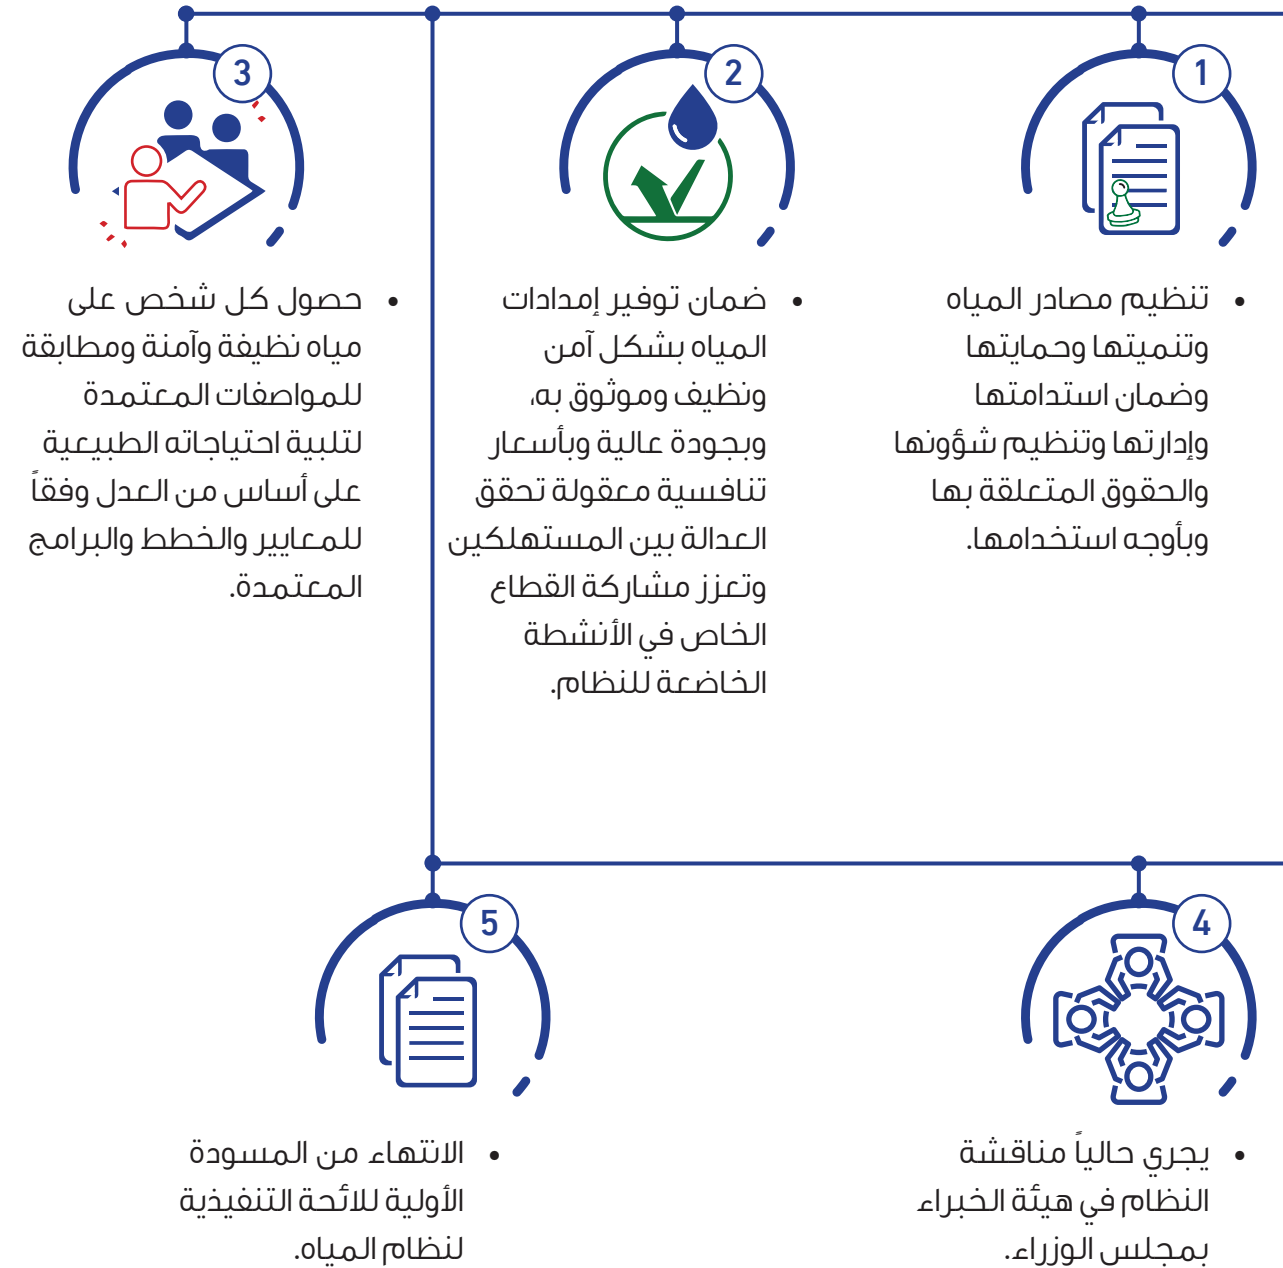 1
تنظيم مصادر المياه
وتنميتها وحمايتها
وضمان استدامتها
وإدارتها وتنظيم شؤونها
والحقوق المتعلقة بها
وبأوجه استخدامها.
2
ضمان توفير إمدادات
المياه بشكل آمن
ونظيف وموثوق به،
وبجودة عالية وبأسعار
تنافسية معقولة تحقق
العدالة بين المستهلكين
وتعزز مشاركة القطاع
الخاص في الأنشطة
الخاضعة للنظام.
3
حصول كل شخص على
مياه نظيفة وآمنة ومطابقة
للمواصفات المعتمدة
لتلبية احتياجاته الطبيعية
على أساس من العدل وفقاً
للمعايير والخطط والبرامج
المعتمدة.
4
يجري حالياً مناقشة
النظام في هيئة الخبراء
بمجلس الوزراء.
5
الانتهاء من المسودة
الأولية للائحة التنفيذية
لنظام المياه.